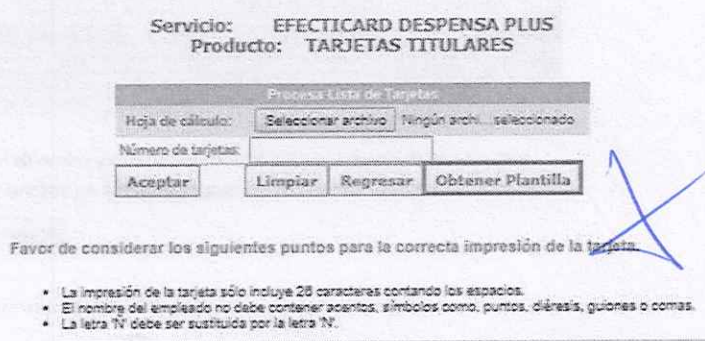 Servicio: EFECTICARD DESPENSA PLUS
Producto: TARJETAS TITULARES
Procesa Lista de Tarjetas
Hoja de cálculo: Seleccionar archivo Ningún archi... seleccionado
Número de tarjetas:
Aceptar Limpiar Regresar Obtener Plantilla
Favor de considerar los siguientes puntos para la correcta impresión de la tarjeta.
• La impresión de la tarjeta sólo incluye 26 caracteres contando los espacios.
• El nombre del empleado no debe contener acentos, símbolos como, puntos, diéresis, guiones o comas.
• La letra 'Ñ' debe ser sustituida por la letra 'N'.